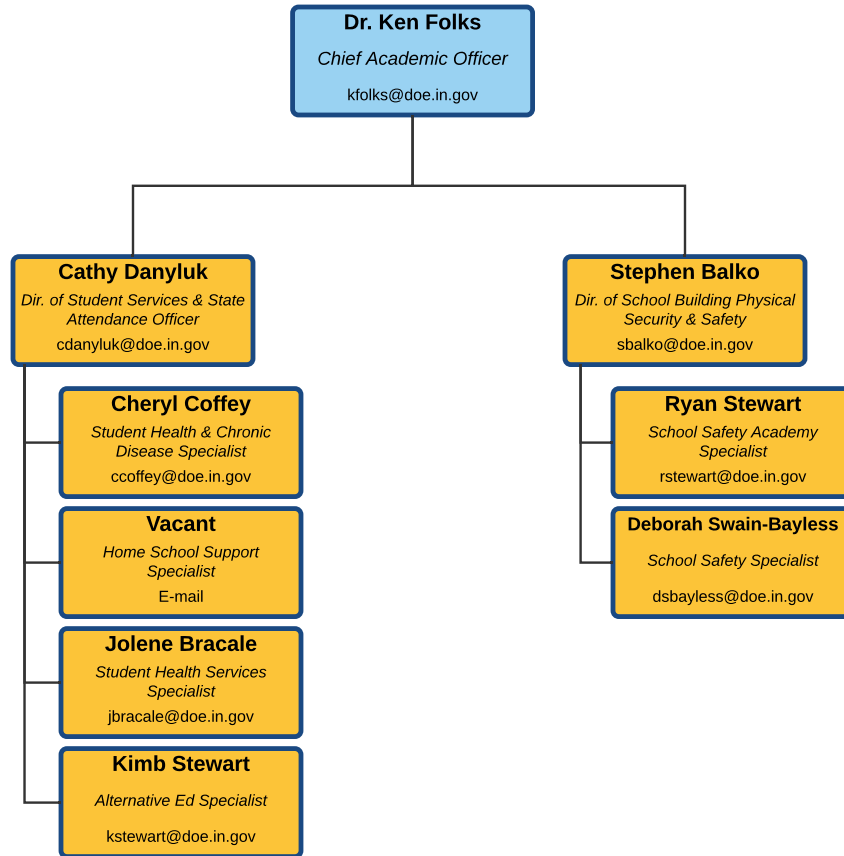 Dr. Ken Folks
Chief Academic Officer
kfolks@doe.in.gov
Cathy Danyluk
Dir. of Student Services & State
Attendance Officer
cdanyluk@doe.in.gov
Cheryl Coffey
Student Health & Chronic
Disease Specialist
ccoffey@doe.in.gov
Vacant
Home School Support
Specialist
E-mail
Jolene Bracale
Student Health Services
Specialist
jbracale@doe.in.gov
Kimb Stewart
Alternative Ed Specialist
kstewart@doe.in.gov
Stephen Balko
Dir. of School Building Physical
Security & Safety
sbalko@doe.in.gov
Ryan Stewart
School Safety Academy
Specialist
rstewart@doe.in.gov
Deborah Swain-Bayless
School Safety Specialist
dsbayless@doe.in.gov